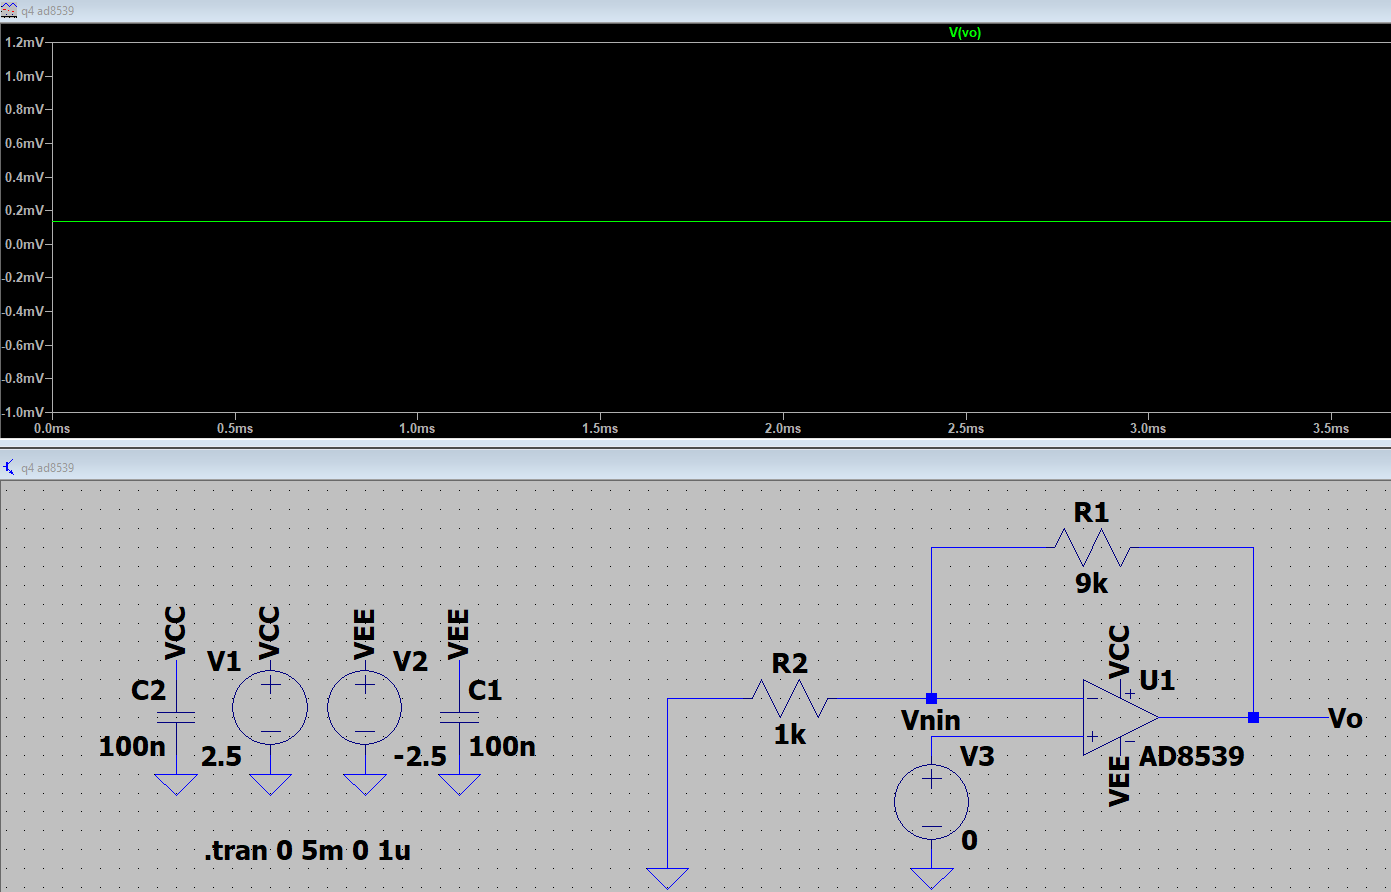 q4 ad8539
V(vo)
1.2mV
1.0mV
0.8mV
0.6mV
0.4mV
0.2mV
0.0mV
-0.2mV
-0.4mV
-0.6mV
-0.8mV
-1.0mV
0.0ms 0.5ms 1.0ms 1.5ms 2.0ms 2.5ms 3.0ms 3.5ms
q4 ad8539
R1
9k
VCC
VCC
VEE
VEE
V1
V2
C2
C1
100n
2.5
-2.5
100n
R2
1k
Vnin
VCC
U1
Vo
V3
AD8539
VEE
0
.tran 0 5m 0 1u